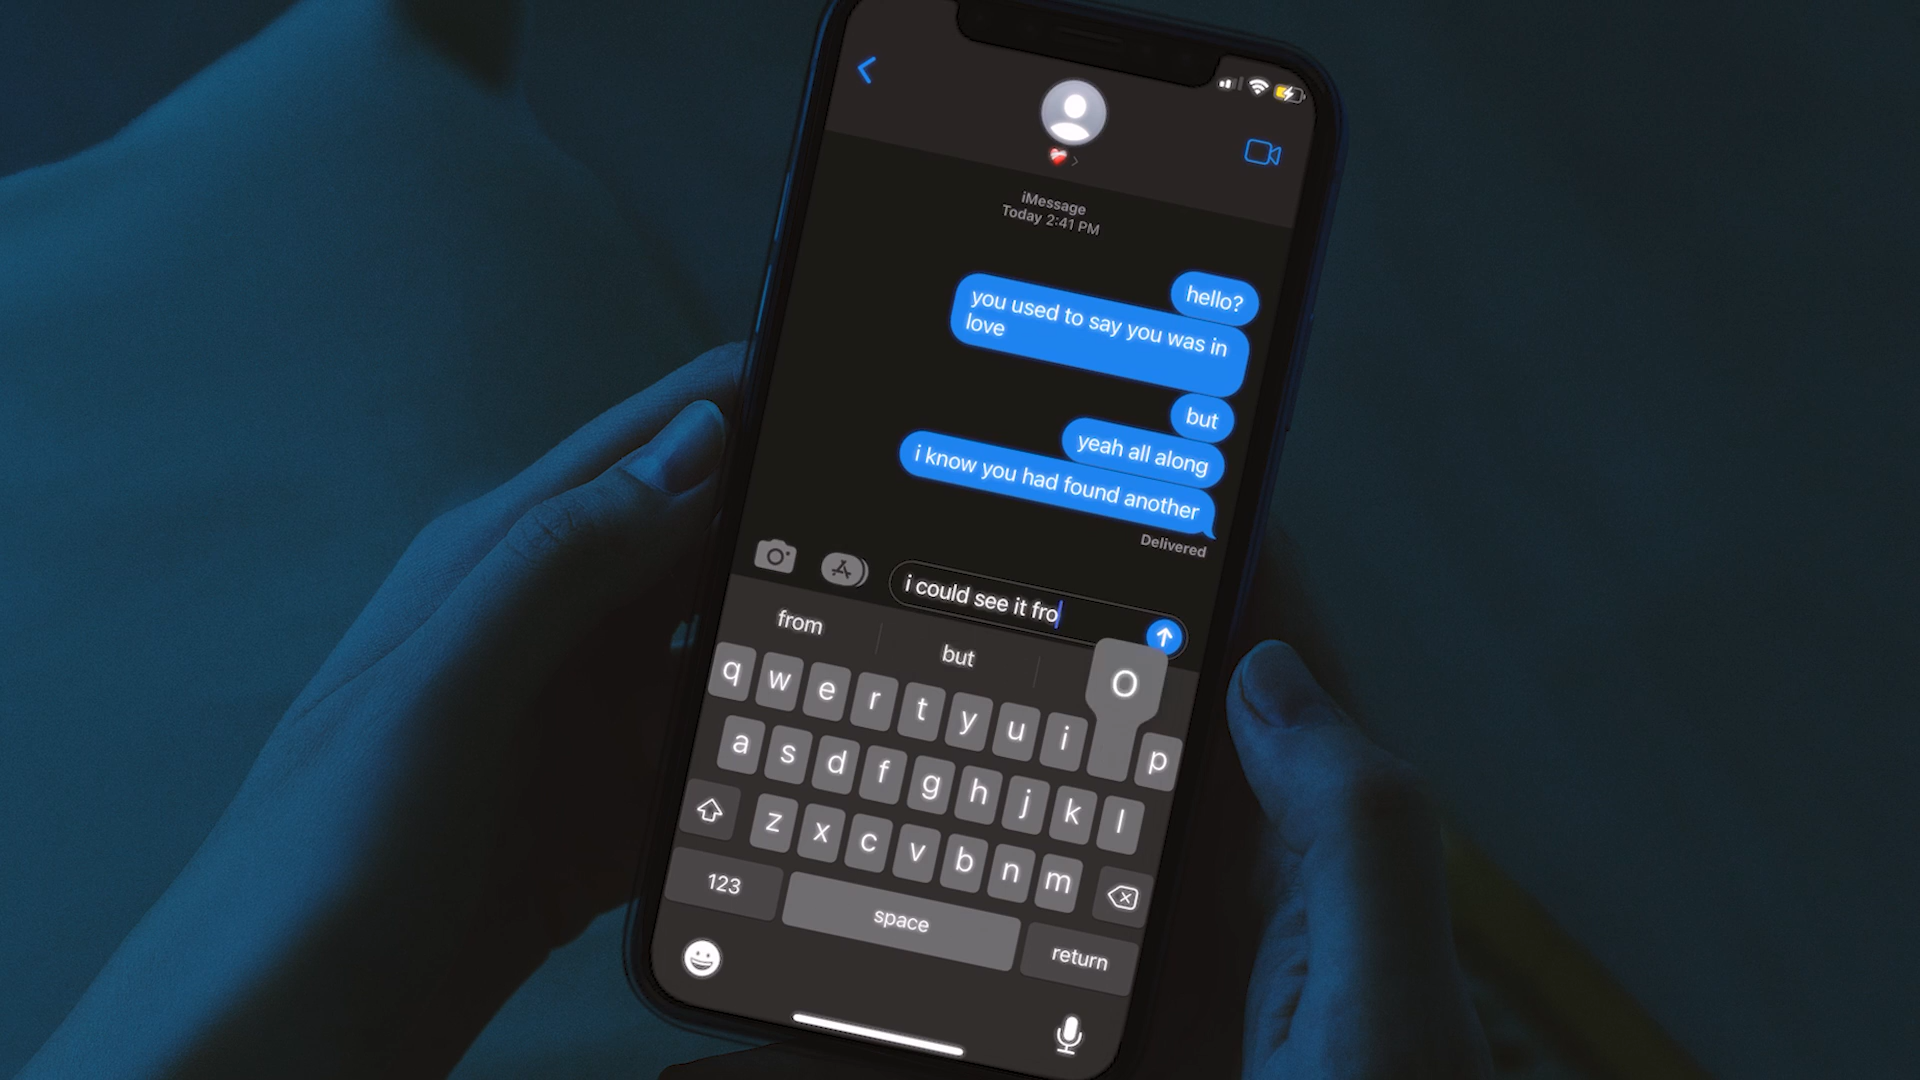 iMessage
Today 2:41 PM
hello?
you used to say you was in
love
but
yeah all along
i know you had found another
Delivered
i could see it fro
from but
O
q w e r t y u i p
a s d f g h j k l
z x c v b n m
123 space return